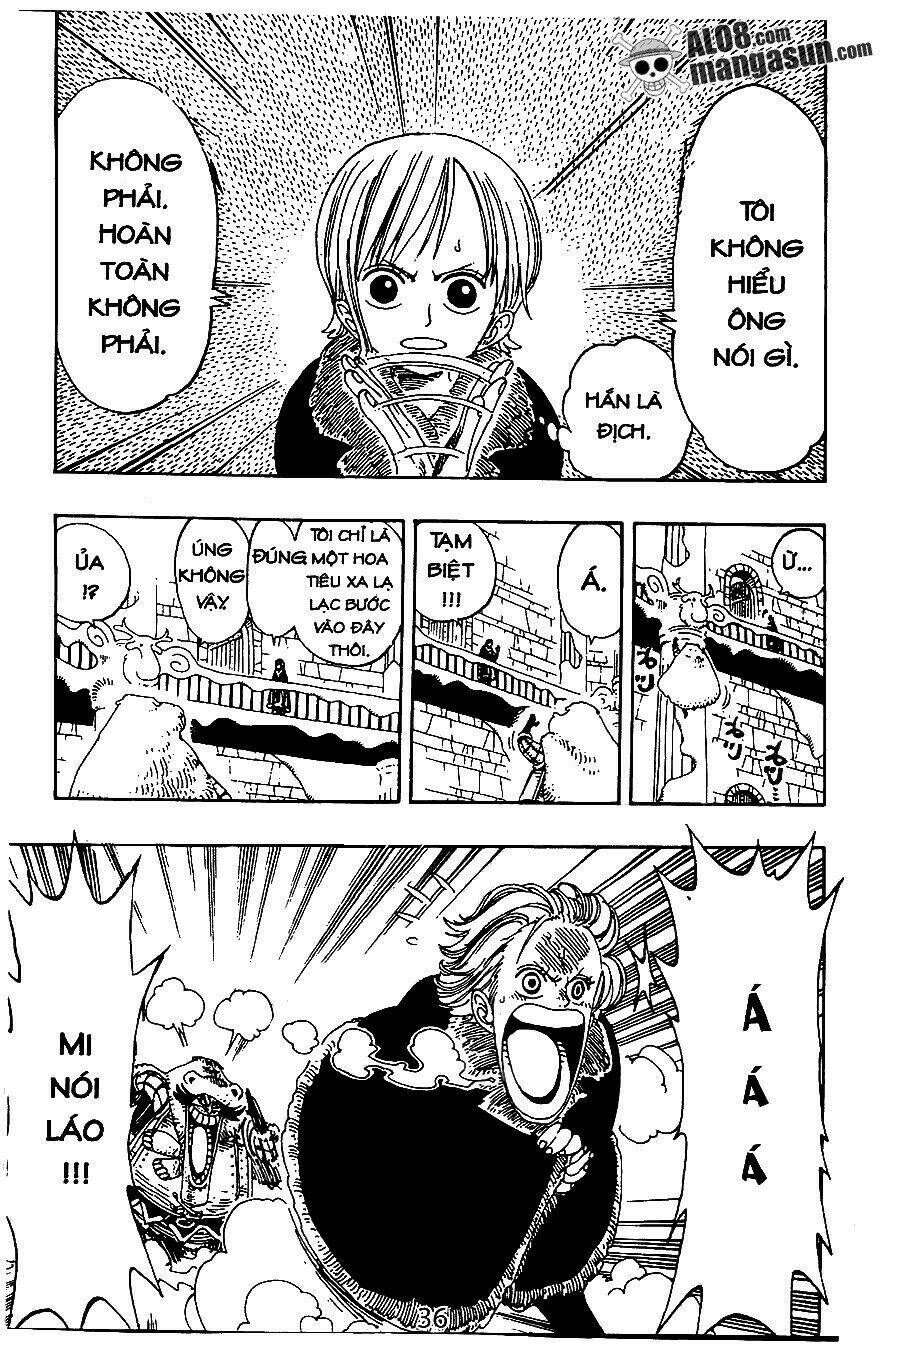 AL08.com
mangasun.com
TÔI
KHÔNG
HIỂU
ÔNG
NÓI GÌ.
HẮN LÀ
ĐỊCH.
KHÔNG
PHẢI.
HOÀN
TOÀN
KHÔNG
PHẢI.
Ừ...
Á.
TẠM
BIỆT
!!!
TÔI CHỈ LÀ
MỘT HOA
TIÊU XA LẠ
LẠC BƯỚC
VÀO ĐÂY
THÔI.
ĐÚNG
ÚNG
KHÔNG
VẬY.
ỦA
!?
Á
Á
Á
MI
NÓI
LÁO
!!!
36